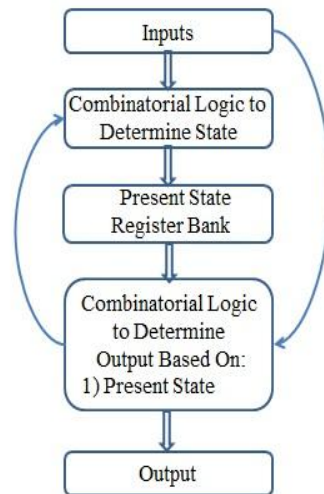 Inputs
Combinatorial Logic to
Determine State
Present State
Register Bank
Combinatorial Logic
to Determine
Output Based On:
1) Present State
Output